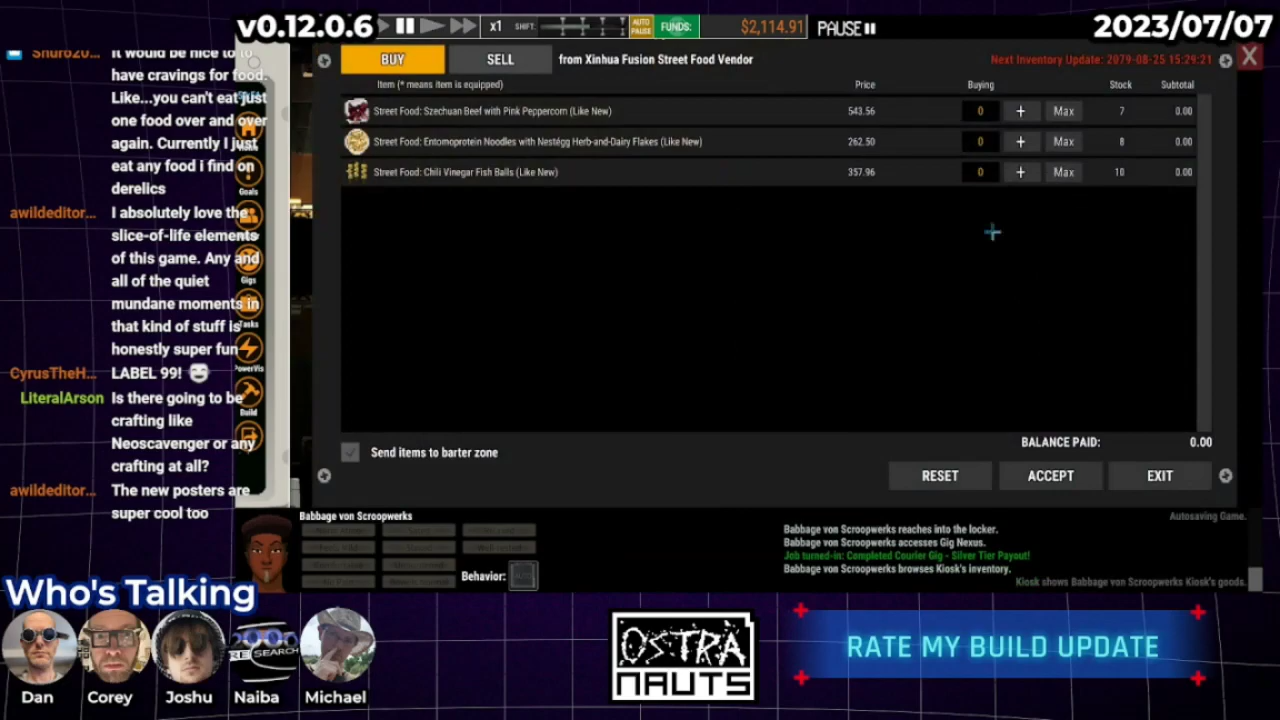 v0.12.0.6
x1
SHIFT:
AUTO PAUSE
FUNDS:
$2,114.91
PAUSE
2023/07/07
BUY
SELL
from Xinhua Fusion Street Food Vendor
Next Inventory Update: 2079-08-25 15:29:21
X
Item (* means item is equipped)
Price
Buying
Stock
Subtotal
Street Food: Szechuan Beef with Pink Peppercorn (Like New)
543.56
0
+
Max
7
0.00
Street Food: Entomoprotein Noodles with Nestégg Herb-and-Dairy Flakes (Like New)
262.50
0
+
Max
8
0.00
Street Food: Chili Vinegar Fish Balls (Like New)
357.96
0
+
Max
10
0.00
Send items to barter zone
BALANCE PAID:
0.00
RESET
ACCEPT
EXIT
It would be nice to to
have cravings for food.
Like...you can't eat just
one food over and over
again. Currently I just
eat any food i find on
derelics
awildeditor...
I absolutely love the
slice-of-life elements
of this game. Any and
all of the quiet
mundane moments in
that kind of stuff is
honestly super fun
CyrusTheH...
LABEL 99!
LiteralArson
Is there going to be
crafting like
Neoscavenger or any
crafting at all?
awildeditor...
The new posters are
super cool too
Goals
Gigs
Tasks
PowerVis
Build
Babbage von Scroopwerks
Behavior:
Babbage von Scroopwerks reaches into the locker.
Babbage von Scroopwerks accesses Gig Nexus.
Job turned-in: Completed Courier Gig - Silver Tier Payout!
Babbage von Scroopwerks browses Kiosk's inventory.
Autosaving Game.
Kiosk shows Babbage von Scroopwerks Kiosk's goods.
Who's Talking
Dan
Corey
Joshu
Naiba
Michael
OSTRA
NAUTS
RATE MY BUILD UPDATE